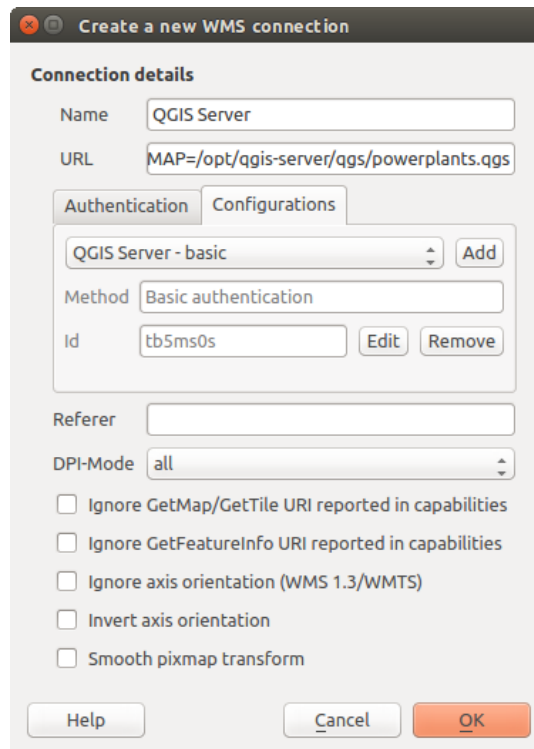 Create a new WMS connection
Connection details
Name QGIS Server
URL MAP=/opt/qgis-server/qgs/powerplants.qgs
Authentication Configurations
QGIS Server - basic Add
Method Basic authentication
Id tb5ms0s Edit Remove
Referer
DPI-Mode all
Ignore GetMap/GetTile URI reported in capabilities
Ignore GetFeatureInfo URI reported in capabilities
Ignore axis orientation (WMS 1.3/WMTS)
Invert axis orientation
Smooth pixmap transform
Help Cancel OK